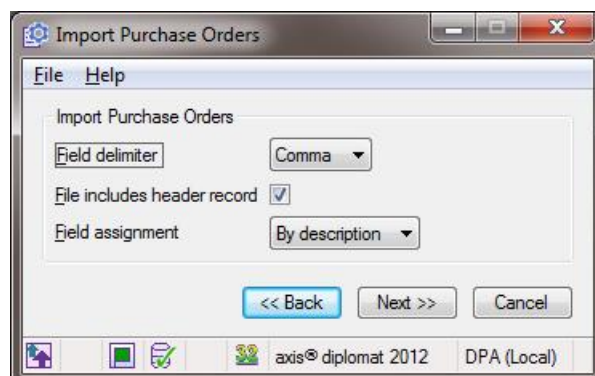 Import Purchase Orders
File Help
Import Purchase Orders
Field delimiter Comma
File includes header record
Field assignment By description
<< Back Next >> Cancel
axis® diplomat 2012 DPA (Local)